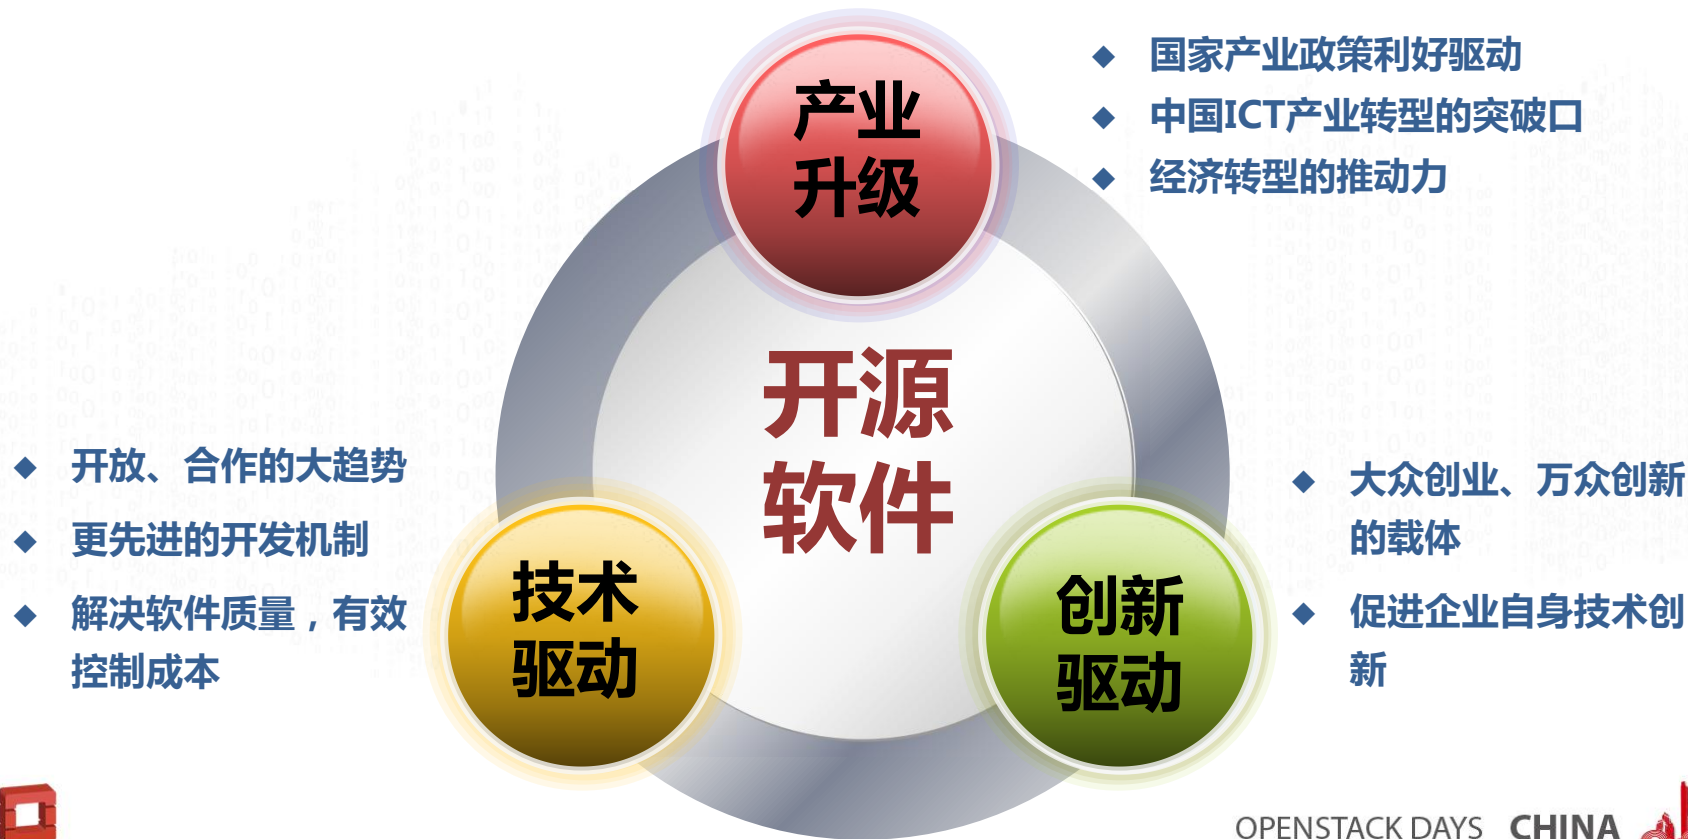 产业
升级
国家产业政策利好驱动
中国ICT产业转型的突破口
经济转型的推动力
开源
软件
开放、合作的大趋势
更先进的开发机制
解决软件质量，有效
控制成本
技术
驱动
创新
驱动
大众创业、万众创新
的载体
促进企业自身技术创
新
OPENSTACK DAYS CHINA